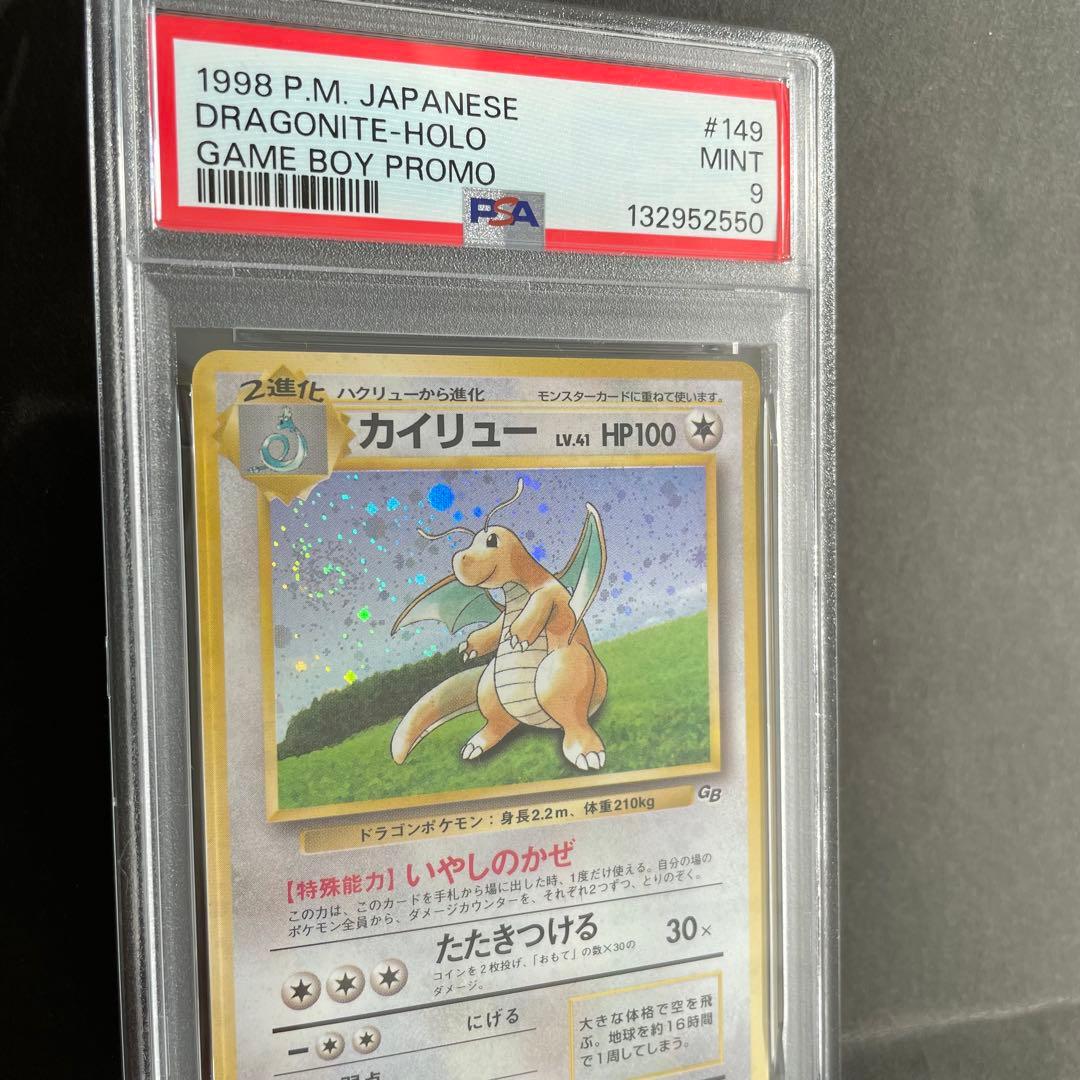 1998 P.M. JAPANESE #149
DRAGONITE-HOLO MINT
GAME BOY PROMO 9
PSA 132952550
2進化 ハクリューから進化 モンスターカードに重ねて使います。
カイリュー LV.41 HP100
GB
ドラゴンポケモン:身長2.2m、体重210kg
【特殊能力】いやしのかぜ
この力は、このカードを手札から場に出した時、1度だけ使える。自分の場の
ポケモン全員から、ダメージカウンターを、それぞれ2つずつ、とりのぞく。
たたきつける 30×
コインを2枚投げ、「おもて」の数×30の
ダメージ。
にげる
大きな体格で空を飛
ぶ。地球を約16時間
で1周してしまう。